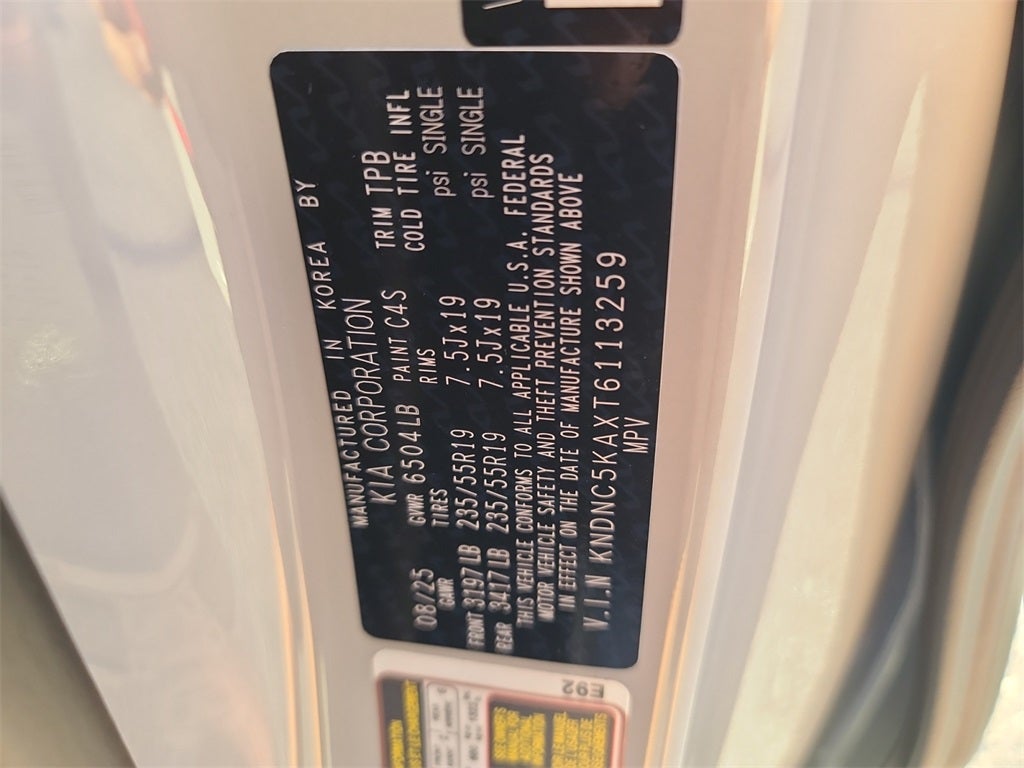 MANUFACTURED IN KOREA BY
KIA CORPORATION
08/25 GVWR 6504LB PAINT C4S TRIM TPB
GAWR TIRES RIMS COLD TIRE INFL
FRONT 3197LB 235/55R19 7.5Jx19 psi SINGLE
REAR 3417LB 235/55R19 7.5Jx19 psi SINGLE
THIS VEHICLE CONFORMS TO ALL APPLICABLE U.S.A. FEDERAL
MOTOR VEHICLE SAFETY AND THEFT PREVENTION STANDARDS
IN EFFECT ON THE DATE OF MANUFACTURE SHOWN ABOVE
V.I.N KNDNC5KAXT6113259
MPV
E92